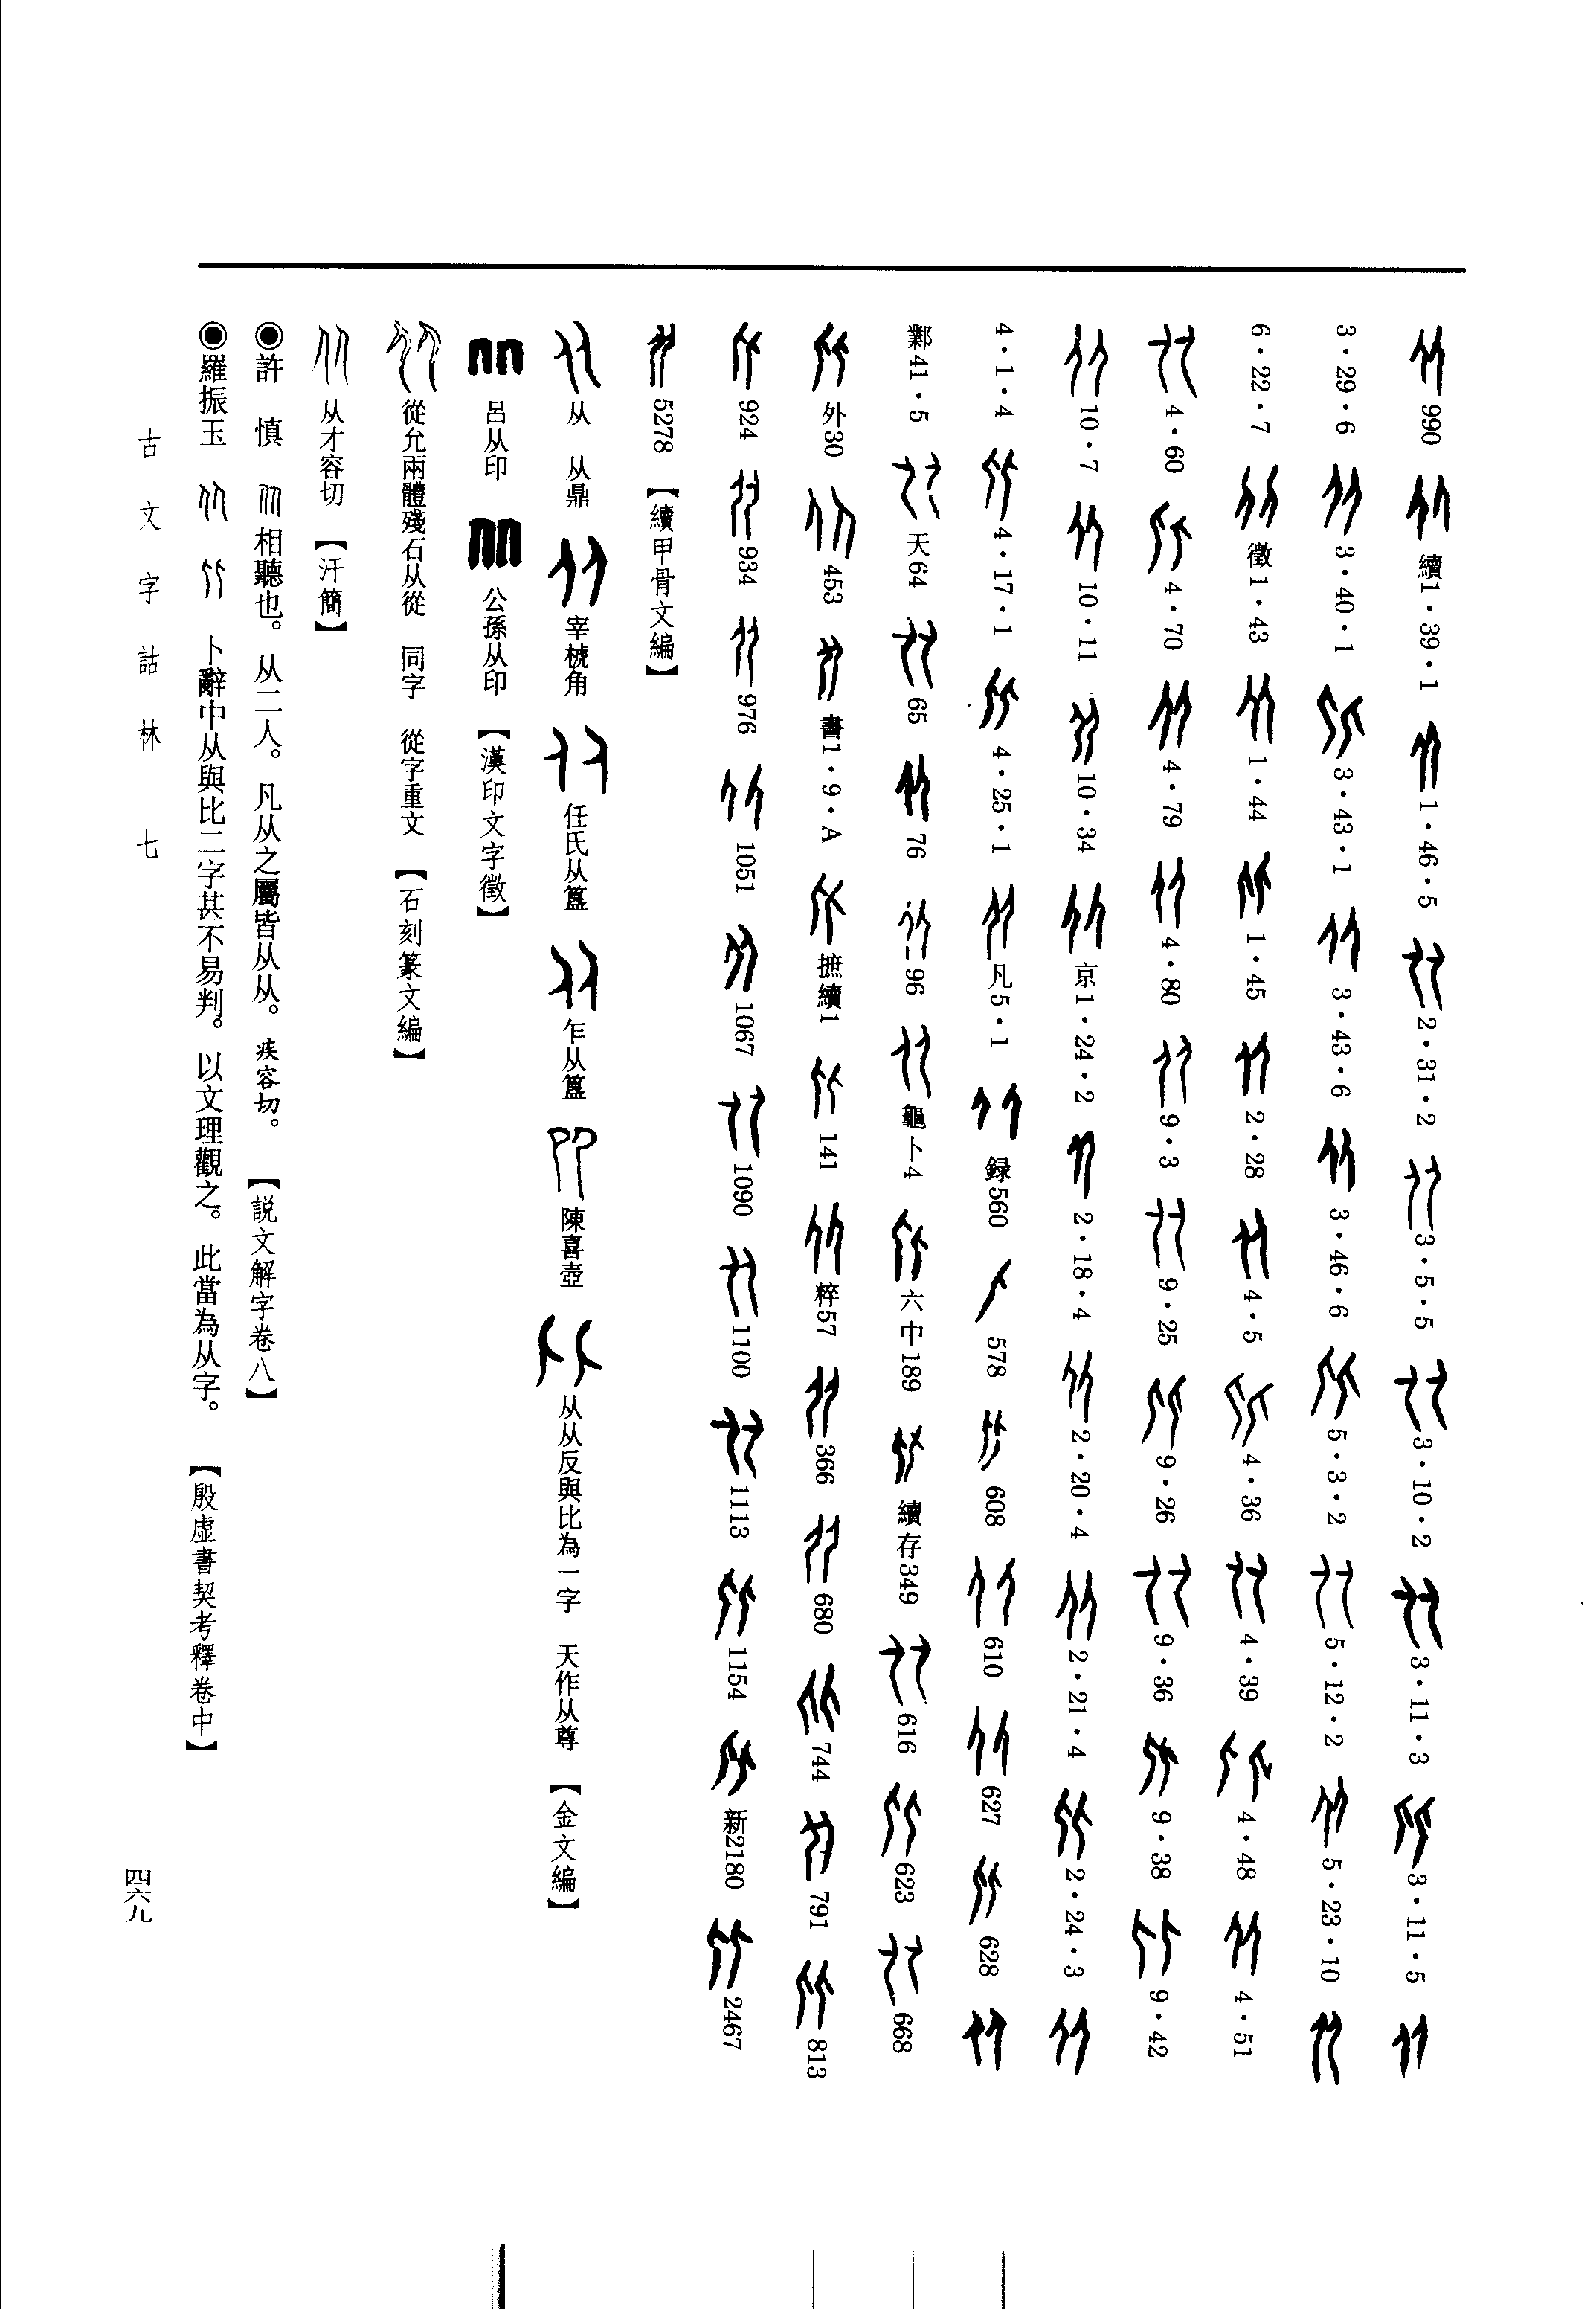 990 續1·39·1 1·46·5 2·31·2 3·5·5 3·10·2 3·11·3 3·11·5
3·29·6 3·40·1 3·43·1 3·43·6 3·46·6 5·3·2 5·12·2 5·23·10
6·22·7 徵1·43 1·44 1·45 2·28 4·5 4·36 4·39 4·48 4·51
4·60 4·70 4·79 4·80 9·3 9·25 9·26 9·36 9·38 9·42
10·7 10·11 10·34 京1·24·2 2·18·4 2·20·4 2·21·4 2·24·3
4·1·4 4·17·1 4·25·1 凡5·1 録560 578 608 610 627 628
鄴41·5 天64 65 76 96 龜卜4 六中189 續存349 616 623 668
外30 453 書1·9·A 摭續1 141 粹57 366 680 744 791 813
924 934 976 1051 1067 1090 1100 1113 1154 新2180 2467
5278 【續甲骨文編】
从 从鼎 宰椃角 任氏从簋 乍从簋 陳喜壺 从从反與比為一字 天作从尊 【金文編】
呂从印 公孫从印 【漢印文字徵】
從允兩體殘石从從 同字 從字重文 【石刻篆文編】
从才容切 【汗簡】
◉許 慎 相聽也。从二人。凡从之屬皆从从。疾容切。 【説文解字卷八】
◉羅振玉 卜辭中从與比二字甚不易判。以文理觀之。此當為从字。 【殷虛書契考釋卷中】
古文字詁林 七
四六九